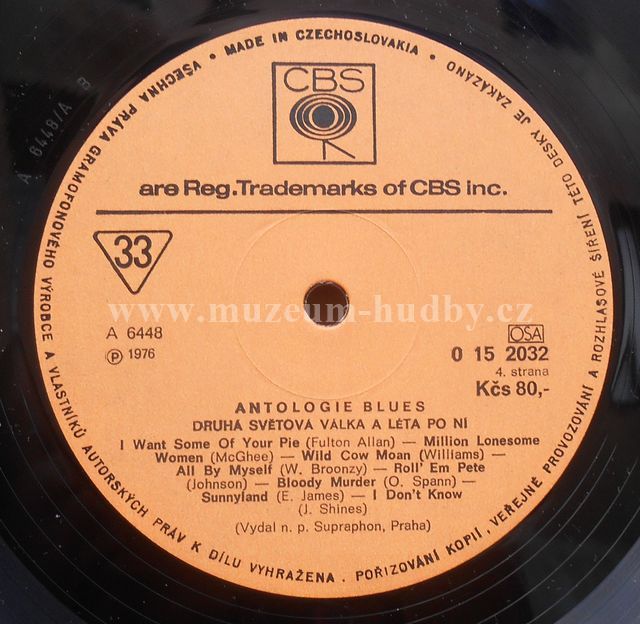 MADE IN CZECHOSLOVAKIA • VŠECHNA PRÁVA GRAMOFONOVÉHO VÝROBCE A VLASTNÍKŮ AUTORSKÝCH PRÁV K DÍLU VYHRAŽENA. POŘIZOVÁNÍ KOPIÍ, VEŘEJNÉ PROVOZOVÁNÍ A ROZHLASOVÉ ŠÍŘENÍ TÉTO DESKY JE ZAKÁZÁNO •
CBS
are Reg.Trademarks of CBS inc.
33
www.muzeum-hudby.cz
A 6448
Ⓟ 1976
OSA
0 15 2032
4. strana
Kčs 80,-
ANTOLOGIE BLUES
DRUHA SVĚTOVA VÁLKA A LÉTA PO NÍ
I Want Some Of Your Pie (Fulton Allan) — Million Lonesome
Women (McGhee) — Wild Cow Moan (Williams) —
All By Myself (W. Broonzy) — Roll' Em Pete
(Johnson) — Bloody Murder (O. Spann) —
Sunnyland (E. James) — I Don't Know
(J. Shines)
(Vydal n. p. Supraphon, Praha)
A 6448/A B